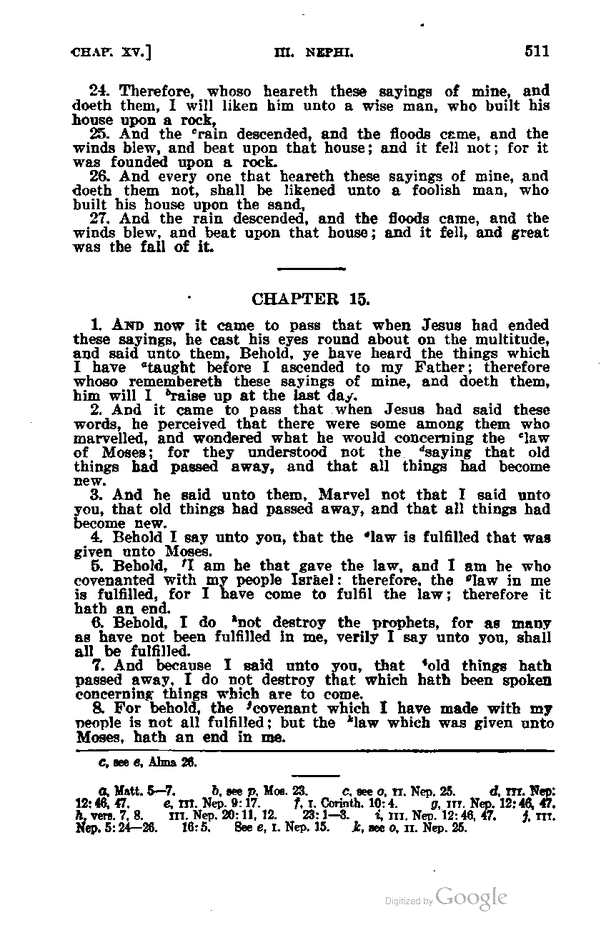 CHAP. XV.] III. NEPHI. 511
24. Therefore, whoso heareth these sayings of mine, and
doeth them, I will liken him unto a wise man, who built his
house upon a rock,
25. And the ᶜrain descended, and the floods came, and the
winds blew, and beat upon that house; and it fell not; for it
was founded upon a rock.
26. And every one that heareth these sayings of mine, and
doeth them not, shall be likened unto a foolish man, who
built his house upon the sand,
27. And the rain descended, and the floods came, and the
winds blew, and beat upon that house; and it fell, and great
was the fall of it.
CHAPTER 15.
1. AND now it came to pass that when Jesus had ended
these sayings, he cast his eyes round about on the multitude,
and said unto them, Behold, ye have heard the things which
I have ᵃtaught before I ascended to my Father; therefore
whoso remembereth these sayings of mine, and doeth them,
him will I ᵇraise up at the last day.
2. And it came to pass that when Jesus had said these
words, he perceived that there were some among them who
marvelled, and wondered what he would concerning the ᶜlaw
of Moses; for they understood not the ᵈsaying that old
things had passed away, and that all things had become
new.
3. And he said unto them, Marvel not that I said unto
you, that old things had passed away, and that all things had
become new.
4. Behold I say unto you, that the ᵉlaw is fulfilled that was
given unto Moses.
5. Behold, ᶠI am he that gave the law, and I am he who
covenanted with my people Israel: therefore, the ᵍlaw in me
is fulfilled, for I have come to fulfil the law; therefore it
hath an end.
6. Behold, I do ʰnot destroy the prophets, for as many
as have not been fulfilled in me, verily I say unto you, shall
all be fulfilled.
7. And because I said unto you, that ⁱold things hath
passed away, I do not destroy that which hath been spoken
concerning things which are to come.
8. For behold, the ʲcovenant which I have made with my
people is not all fulfilled; but the ᵏlaw which was given unto
Moses, hath an end in me.
c, see e, Alma 26.
a, Matt. 5—7. b, see p, Mos. 23. c, see o, II. Nep. 25. d, III. Nep.
12:46, 47. e, III. Nep. 9:17. f, I. Corinth. 10:4. g, III. Nep. 12:46, 47.
h, vers. 7, 8. III. Nep. 20:11, 12. 23:1—3. i, III. Nep. 12:46, 47. j, III.
Nep. 5:24—26. 16:5. See e, I. Nep. 15. k, see o, II. Nep. 25.
Digitized by Google